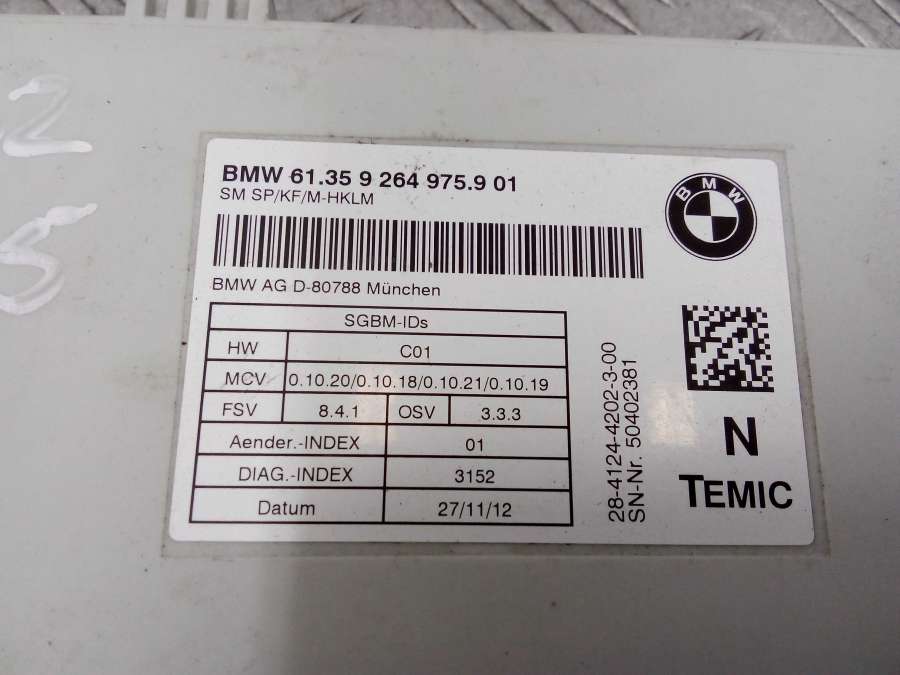 2
5
BMW 61.35 9 264 975.9 01
SM SP/KF/M-HKLM
BMW
BMW AG D-80788 München
SGBM-IDs
HW C01
MCV 0.10.20/0.10.18/0.10.21/0.10.19
FSV 8.4.1 OSV 3.3.3
Aender.-INDEX 01
DIAG.-INDEX 3152
Datum 27/11/12
28-4124-4202-3-00
SN-Nr. 50402381
N
TEMIC